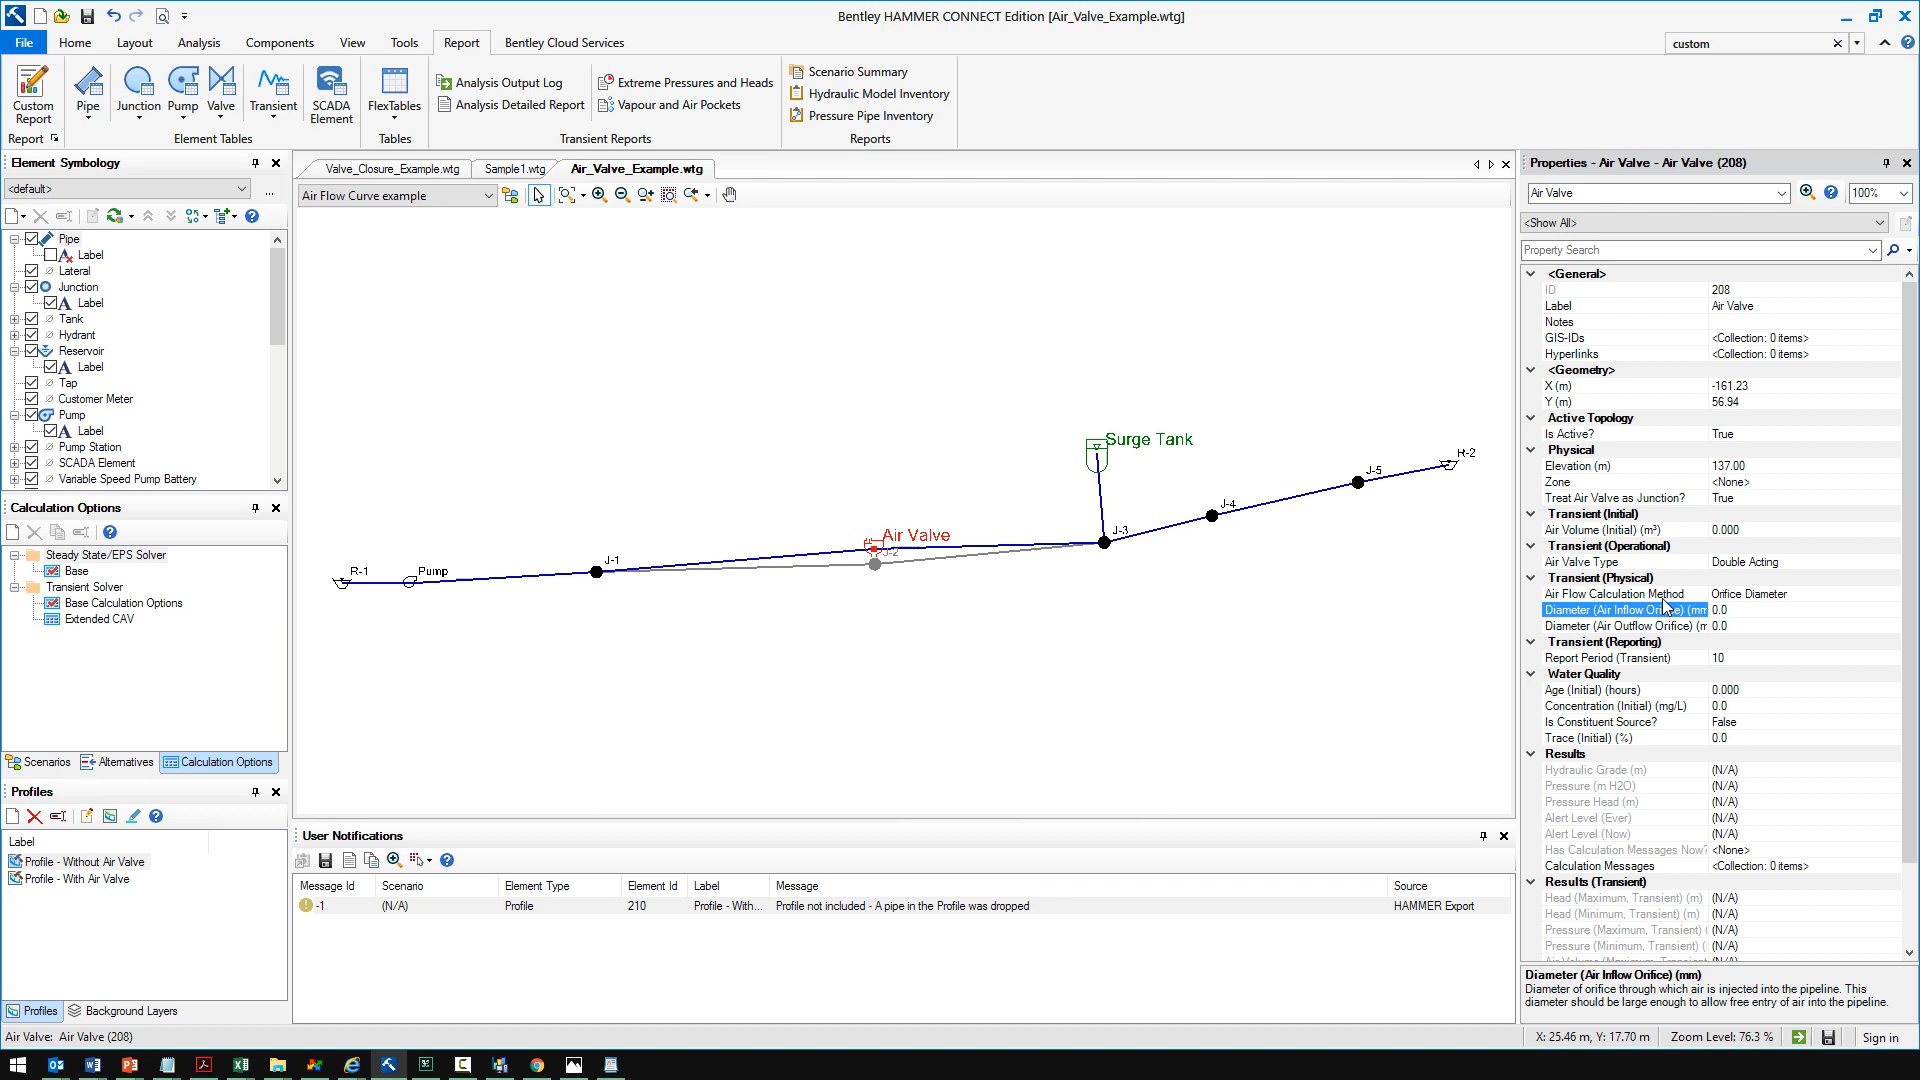 Bentley HAMMER CONNECT Edition [Air_Valve_Example.wtg]
File Home Layout Analysis Components View Tools Report Bentley Cloud Services custom
Custom Report
Pipe Junction Pump Valve Transient
SCADA Element
FlexTables
Analysis Output Log
Analysis Detailed Report
Extreme Pressures and Heads
Vapour and Air Pockets
Scenario Summary
Hydraulic Model Inventory
Pressure Pipe Inventory
Report Element Tables Tables Transient Reports Reports
Element Symbology
<default>
Pipe
Label
Lateral
Junction
Label
Tank
Hydrant
Reservoir
Label
Tap
Customer Meter
Pump
Label
Pump Station
SCADA Element
Variable Speed Pump Battery
Calculation Options
Steady State/EPS Solver
Base
Transient Solver
Base Calculation Options
Extended CAV
Scenarios Alternatives Calculation Options
Profiles
Label
Profile - Without Air Valve
Profile - With Air Valve
Profiles Background Layers
Valve_Closure_Example.wtg Sample1.wtg Air_Valve_Example.wtg
Air Flow Curve example
Surge Tank
R-2
J-5
J-4
J-3
Air Valve
J-2
J-1
Pump
R-1
User Notifications
Message Id Scenario Element Type Element Id Label Message Source
-1 (N/A) Profile 210 Profile - With... Profile not included - A pipe in the Profile was dropped HAMMER Export
Properties - Air Valve - Air Valve (208)
Air Valve 100%
<Show All>
Property Search
<General>
ID 208
Label Air Valve
Notes
GIS-IDs <Collection: 0 items>
Hyperlinks <Collection: 0 items>
<Geometry>
X (m) -161.23
Y (m) 56.94
Active Topology
Is Active? True
Physical
Elevation (m) 137.00
Zone <None>
Treat Air Valve as Junction? True
Transient (Initial)
Air Volume (Initial) (m³) 0.000
Transient (Operational)
Air Valve Type Double Acting
Transient (Physical)
Air Flow Calculation Method Orifice Diameter
Diameter (Air Inflow Orifice) (mm 0.0
Diameter (Air Outflow Orifice) (m 0.0
Transient (Reporting)
Report Period (Transient) 10
Water Quality
Age (Initial) (hours) 0.000
Concentration (Initial) (mg/L) 0.0
Is Constituent Source? False
Trace (Initial) (%) 0.0
Results
Hydraulic Grade (m) (N/A)
Pressure (m H2O) (N/A)
Pressure Head (m) (N/A)
Alert Level (Ever) (N/A)
Alert Level (Now) (N/A)
Has Calculation Messages Now? <None>
Calculation Messages <Collection: 0 items>
Results (Transient)
Head (Maximum, Transient) (m) (N/A)
Head (Minimum, Transient) (m) (N/A)
Pressure (Maximum, Transient) ( (N/A)
Pressure (Minimum, Transient) ( (N/A)
Diameter (Air Inflow Orifice) (mm)
Diameter of orifice through which air is injected into the pipeline. This
diameter should be large enough to allow free entry of air into the pipeline.
Air Valve: Air Valve (208) X: 25.46 m, Y: 17.70 m Zoom Level: 76.3 % Sign in